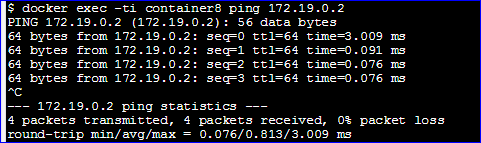 $ docker exec -ti container8 ping 172.19.0.2
PING 172.19.0.2 (172.19.0.2): 56 data bytes
64 bytes from 172.19.0.2: seq=0 ttl=64 time=3.009 ms
64 bytes from 172.19.0.2: seq=1 ttl=64 time=0.091 ms
64 bytes from 172.19.0.2: seq=2 ttl=64 time=0.076 ms
64 bytes from 172.19.0.2: seq=3 ttl=64 time=0.076 ms
^C
--- 172.19.0.2 ping statistics ---
4 packets transmitted, 4 packets received, 0% packet loss
round-trip min/avg/max = 0.076/0.813/3.009 ms